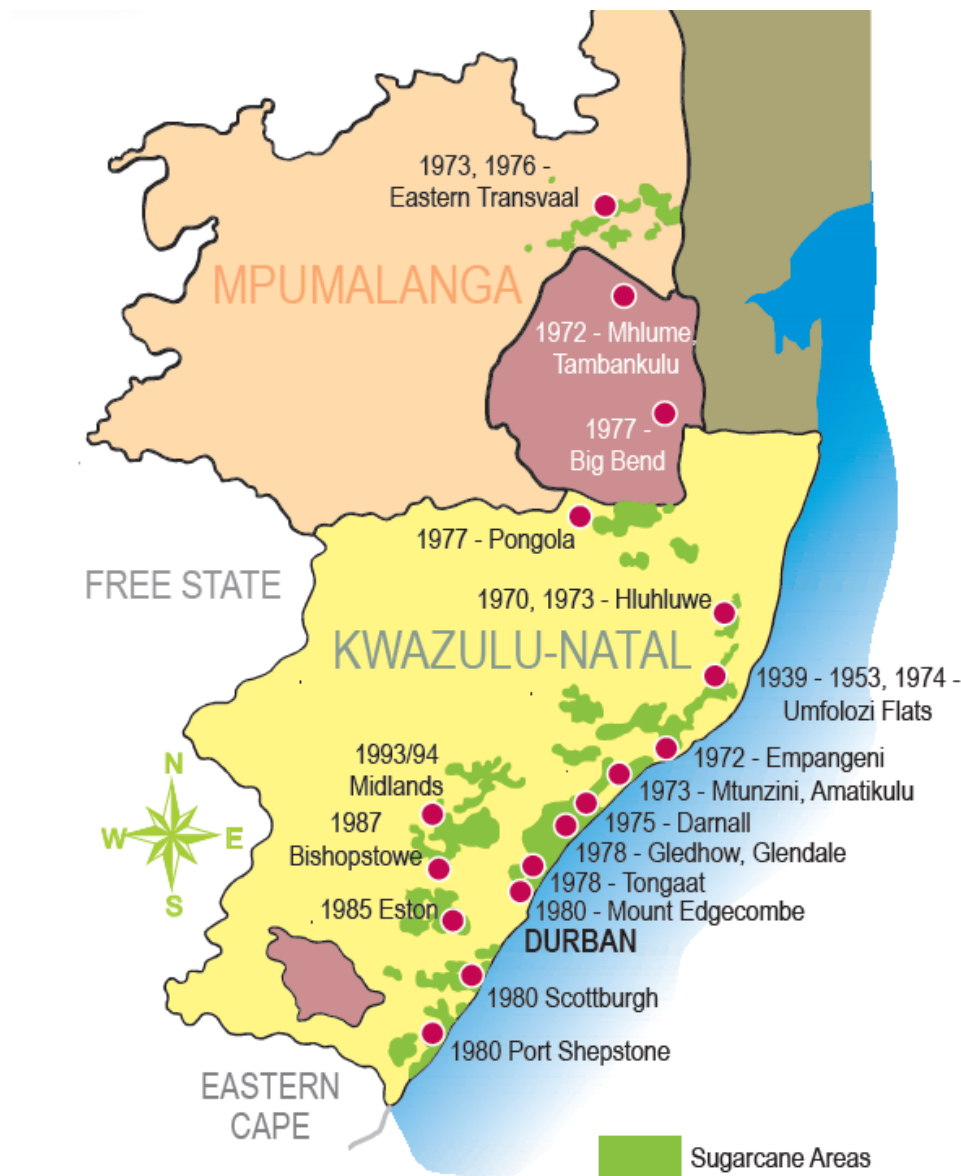 1973, 1976 -
Eastern Transvaal
MPUMALANGA
1972 - Mhlume,
Tambankulu
1977 -
Big Bend
1977 - Pongola
FREE STATE
1970, 1973 - Hluhluwe
KWAZULU-NATAL
1939 - 1953, 1974 -
Umfolozi Flats
1972 - Empangeni
1973 - Mtunzini, Amatikulu
1975 - Darnall
1978 - Gledhow, Glendale
1978 - Tongaat
1980 - Mount Edgecombe
DURBAN
1993/94
Midlands
1987
Bishopstowe
1985 Eston
N
W
E
S
1980 Scottburgh
1980 Port Shepstone
EASTERN
CAPE
Sugarcane Areas